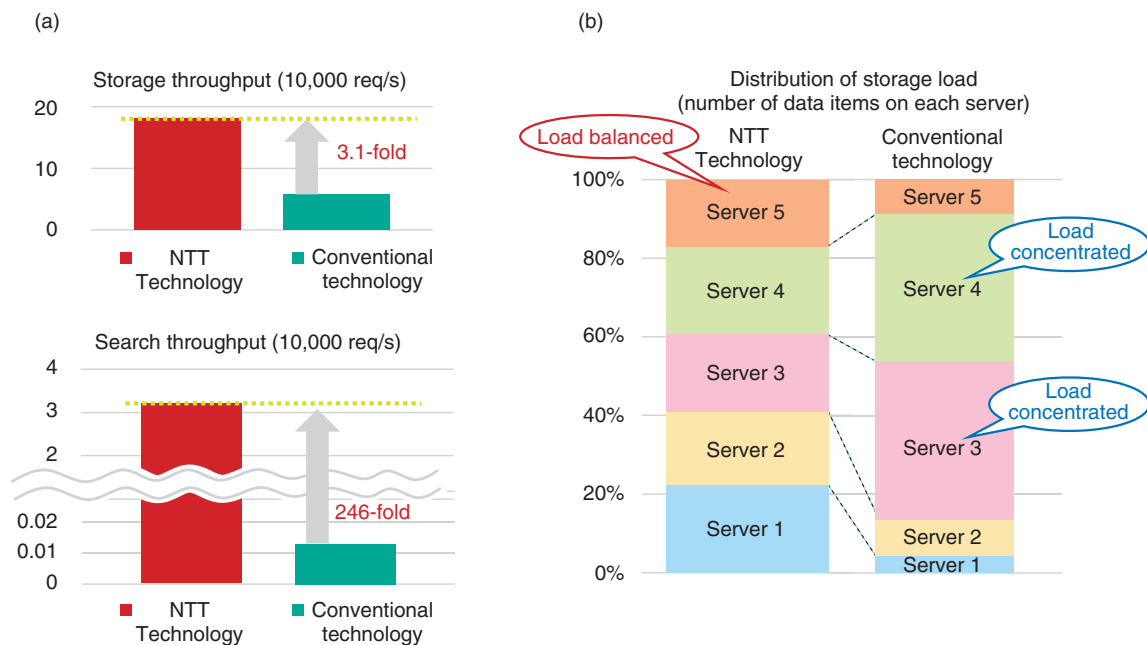 (a)
Storage throughput (10,000 req/s)
20
10
0
3.1-fold
NTT
Technology
Conventional
technology
Search throughput (10,000 req/s)
4
3
2
0.02
0.01
0
246-fold
NTT
Technology
Conventional
technology
(b)
Distribution of storage load
(number of data items on each server)
Load balanced
NTT
Technology
Conventional
technology
100%
80%
60%
40%
20%
0%
Server 5
Server 4
Server 3
Server 2
Server 1
Server 5
Server 4
Server 3
Server 2
Server 1
Load
concentrated
Load
concentrated